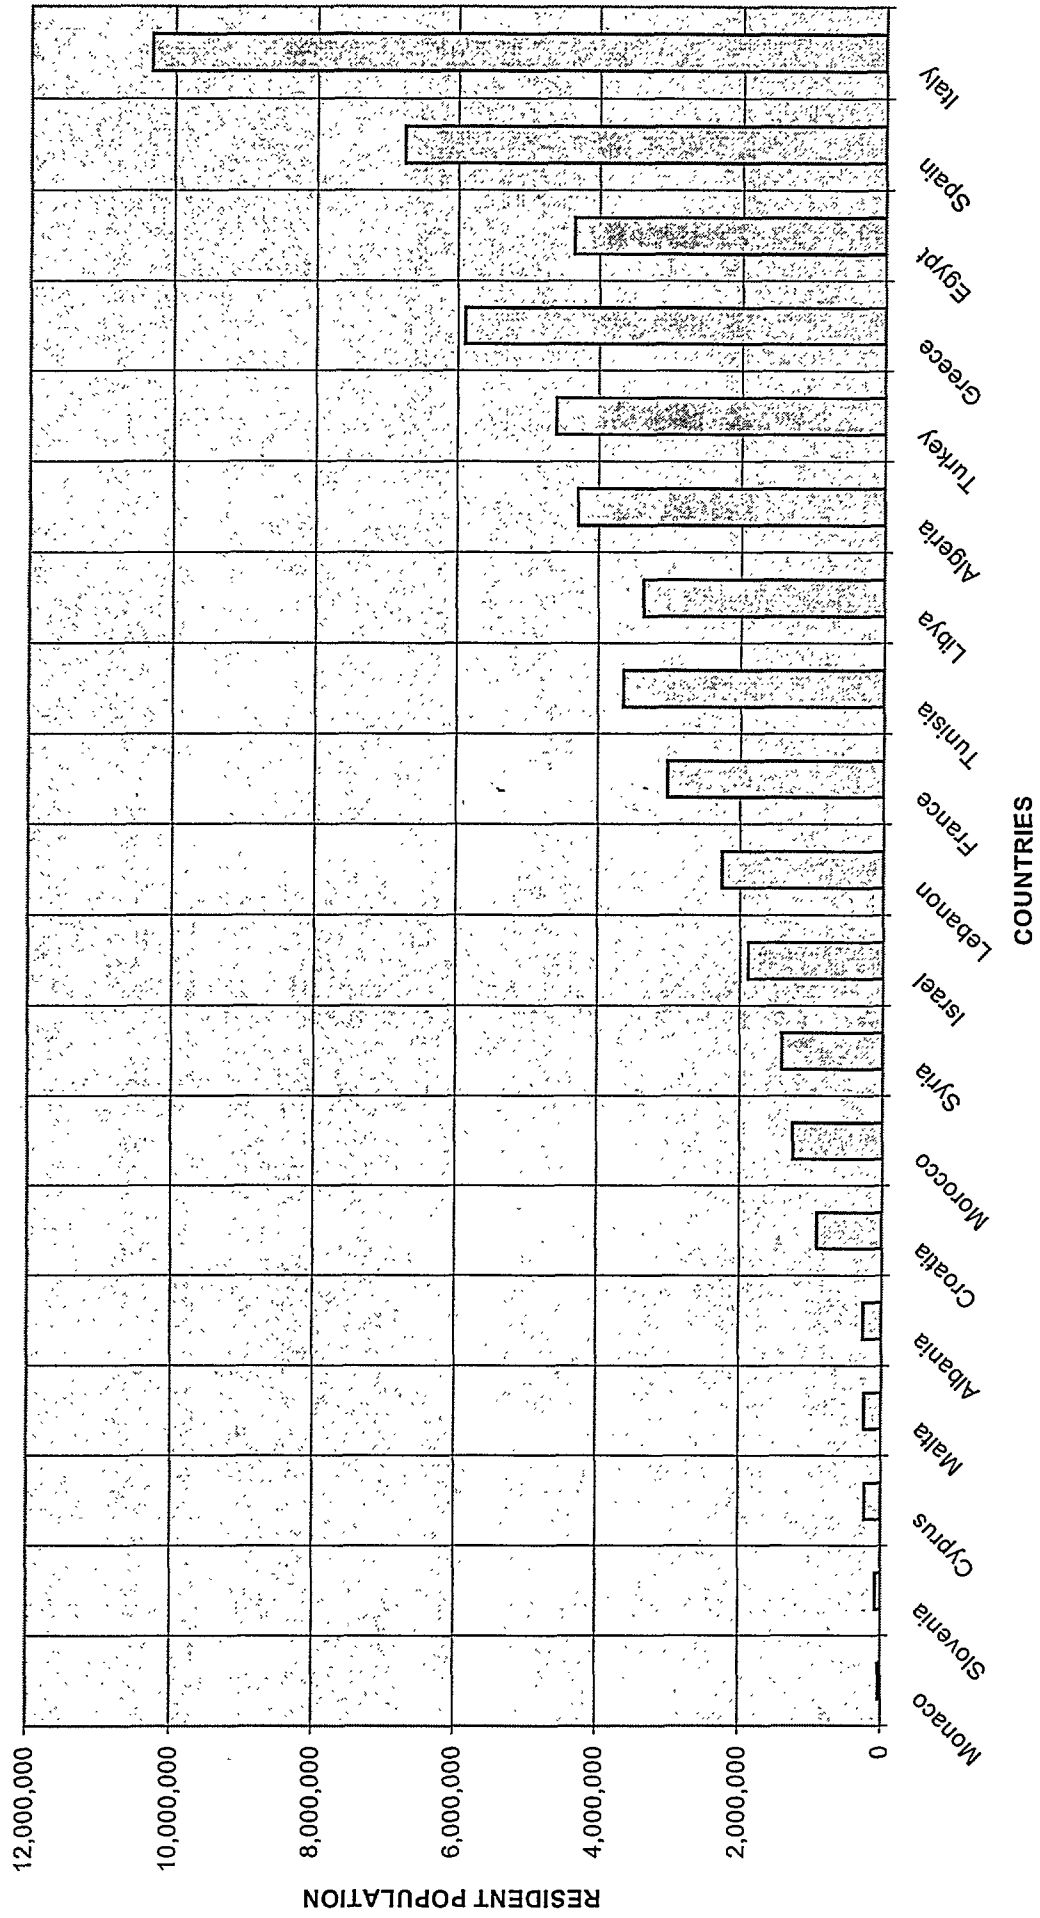 RESIDENT POPULATION
12,000,000
10,000,000
8,000,000
6,000,000
4,000,000
2,000,000
0
Monaco
Slovenia
Cyprus
Malta
Albania
Croatia
Morocco
Syria
Israel
Lebanon
France
Tunisia
Libya
Algeria
Turkey
Greece
Egypt
Spain
Italy
COUNTRIES